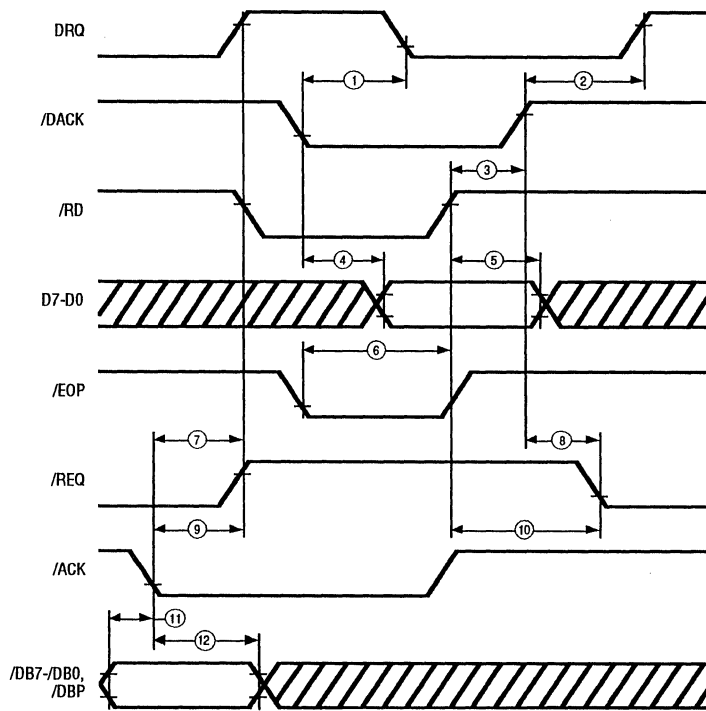 DRQ
1
2
/DACK
3
/RD
4
5
D7-D0
6
/EOP
7
8
/REQ
9
10
/ACK
11
12
/DB7-/DB0,
/DBP